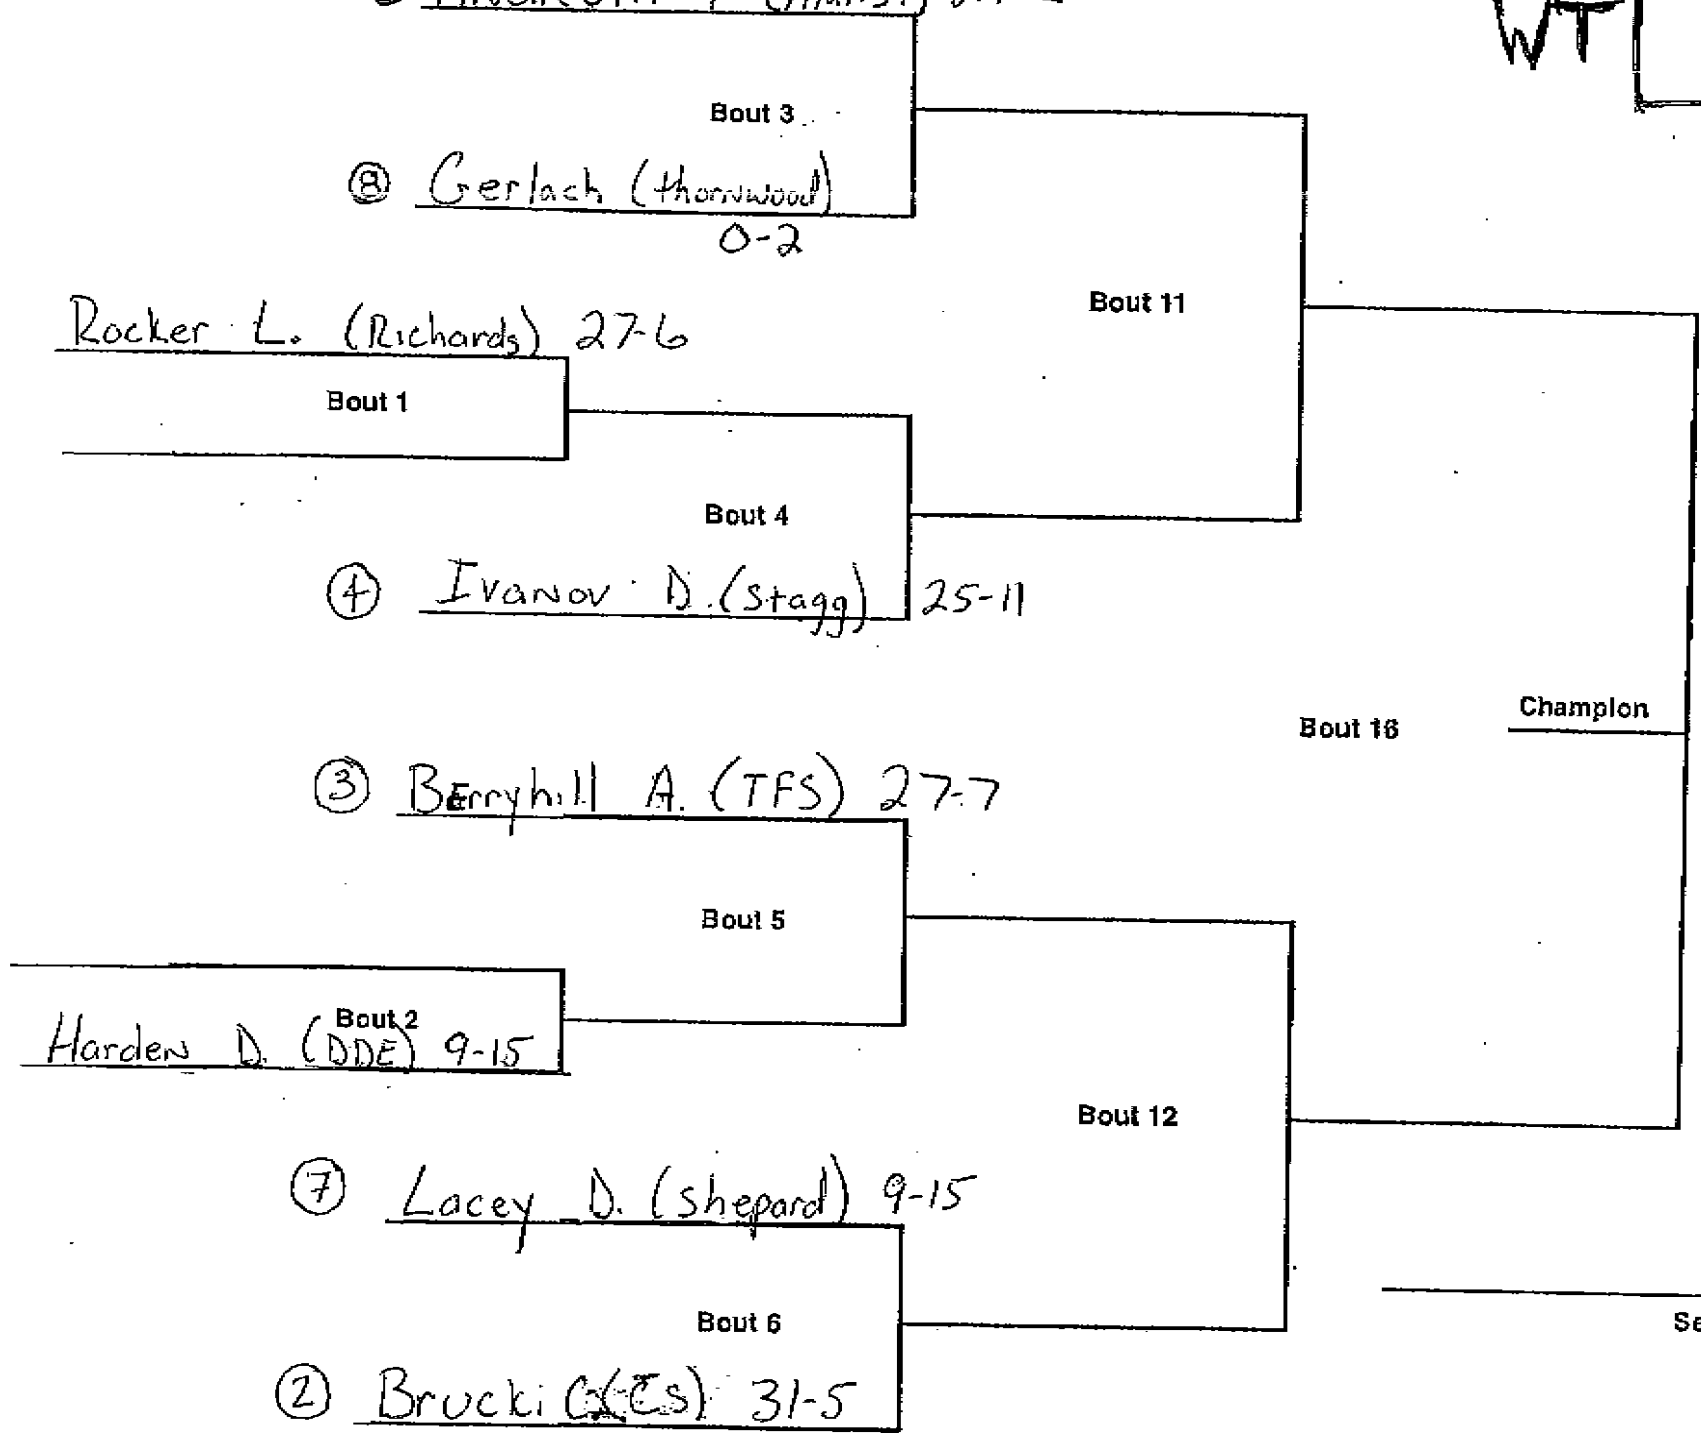 Bout 3
⑧ Gerlach (thornwood)
0-2
Rocker L. (Richards) 27-6
Bout 11
Bout 1
Bout 4
④ Ivanov D. (Stagg) 25-11
Champion
Bout 16
③ Berryhill A. (TFS) 27-7
Bout 5
Bout 2
Harden D. (DDE) 9-15
Bout 12
⑦ Lacey D. (Shepard) 9-15
Bout 6
Se
② Brucki 31-5